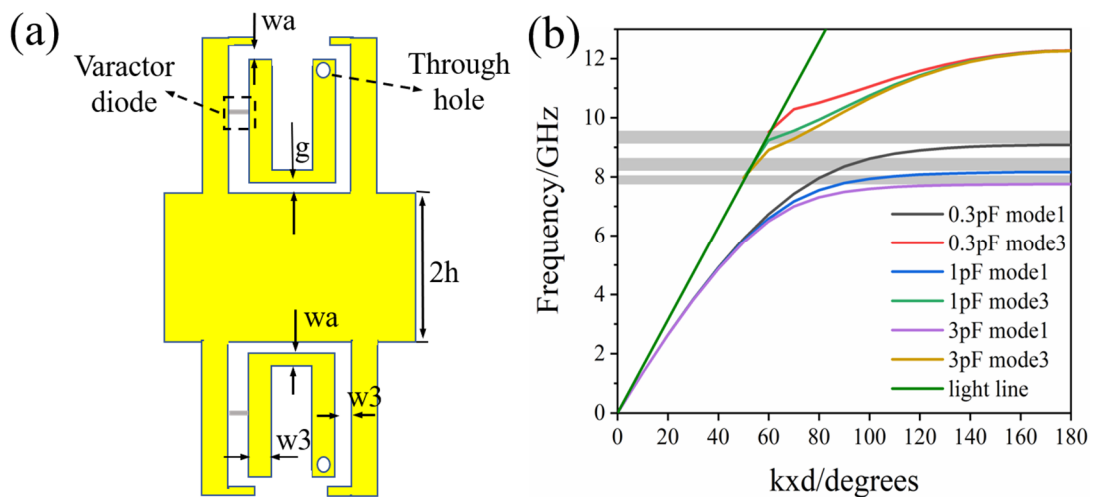 (a)
wa
Varactor
diode
Through
hole
g
2h
wa
w3
w3
(b)
Frequency/GHz
12
10
8
6
4
2
0
0.3pF mode1
0.3pF mode3
1pF mode1
1pF mode3
3pF mode1
3pF mode3
light line
0 20 40 60 80 100 120 140 160 180
kxd/degrees